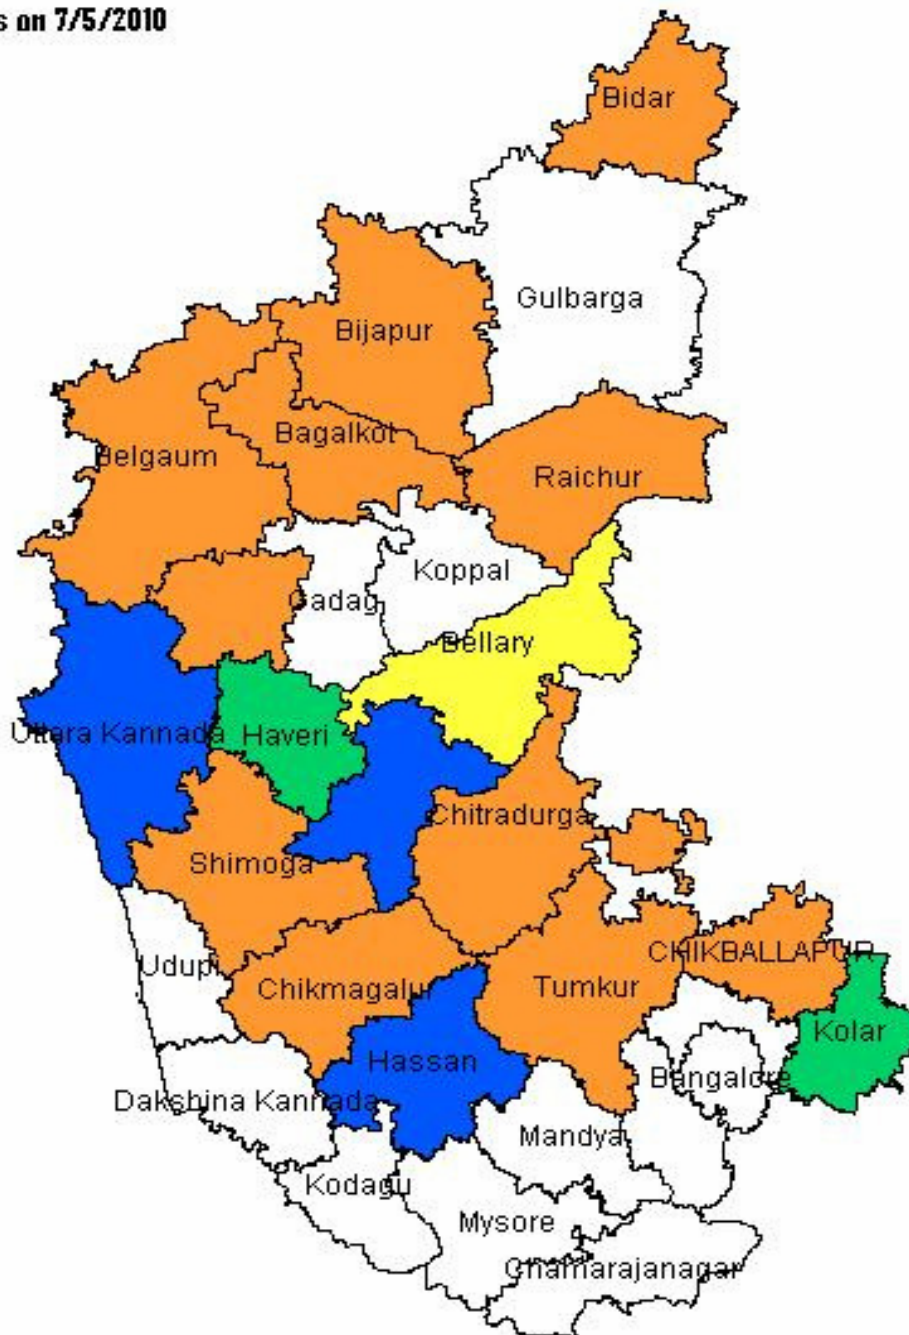 s on 7/5/2010
Bidar
Gulbarga
Bijapur
Bagalkot
Belgaum
Raichur
Koppal
Gadag
Bellary
Uttara Kannada
Haveri
Chitradurga
Shimoga
CHIKBALLAPUR
Udupi
Chikmagalur
Tumkur
Kolar
Hassan
Bangalore
Dakshina Kannada
Mandya
Kodagu
Mysore
Chamarajanagar